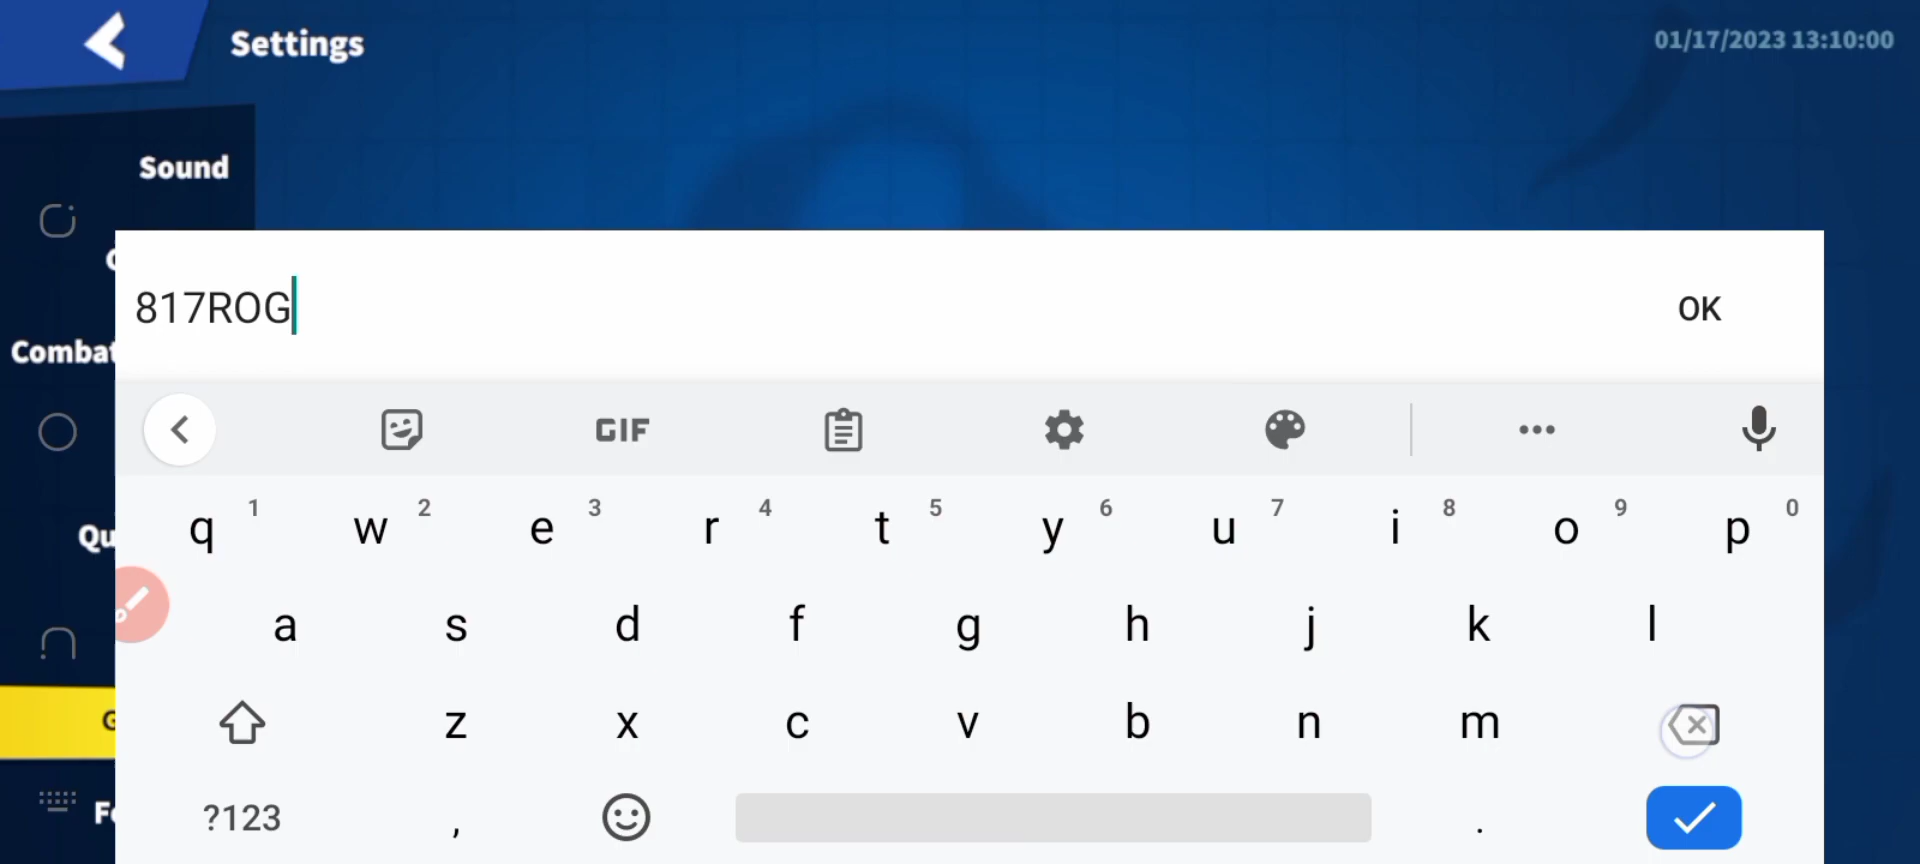 Settings
01/17/2023 13:10:00
Sound
Combat
Qu
817ROG
OK
GIF
q 1 w 2 e 3 r 4 t 5 y 6 u 7 i 8 o 9 p 0
a s d f g h j k l
z x c v b n m
?123 , .